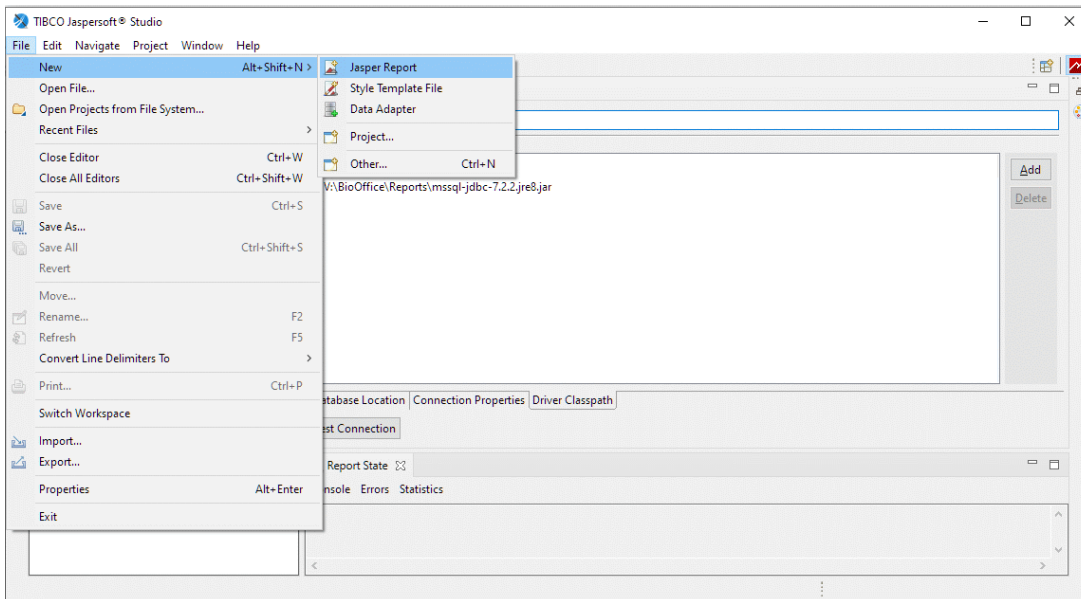 TIBCO Jaspersoft® Studio
File Edit Navigate Project Window Help
New Alt+Shift+N >
Open File...
Open Projects from File System...
Recent Files >
Close Editor Ctrl+W
Close All Editors Ctrl+Shift+W
Save Ctrl+S
Save As...
Save All Ctrl+Shift+S
Revert
Move...
Rename... F2
Refresh F5
Convert Line Delimiters To >
Print... Ctrl+P
Switch Workspace
Import...
Export...
Properties Alt+Enter
Exit
Jasper Report
Style Template File
Data Adapter
Project...
Other... Ctrl+N
V:\BioOffice\Reports\mssql-jdbc-7.2.2.jre8.jar
Add
Delete
atabase Location Connection Properties Driver Classpath
est Connection
Report State
nsole Errors Statistics